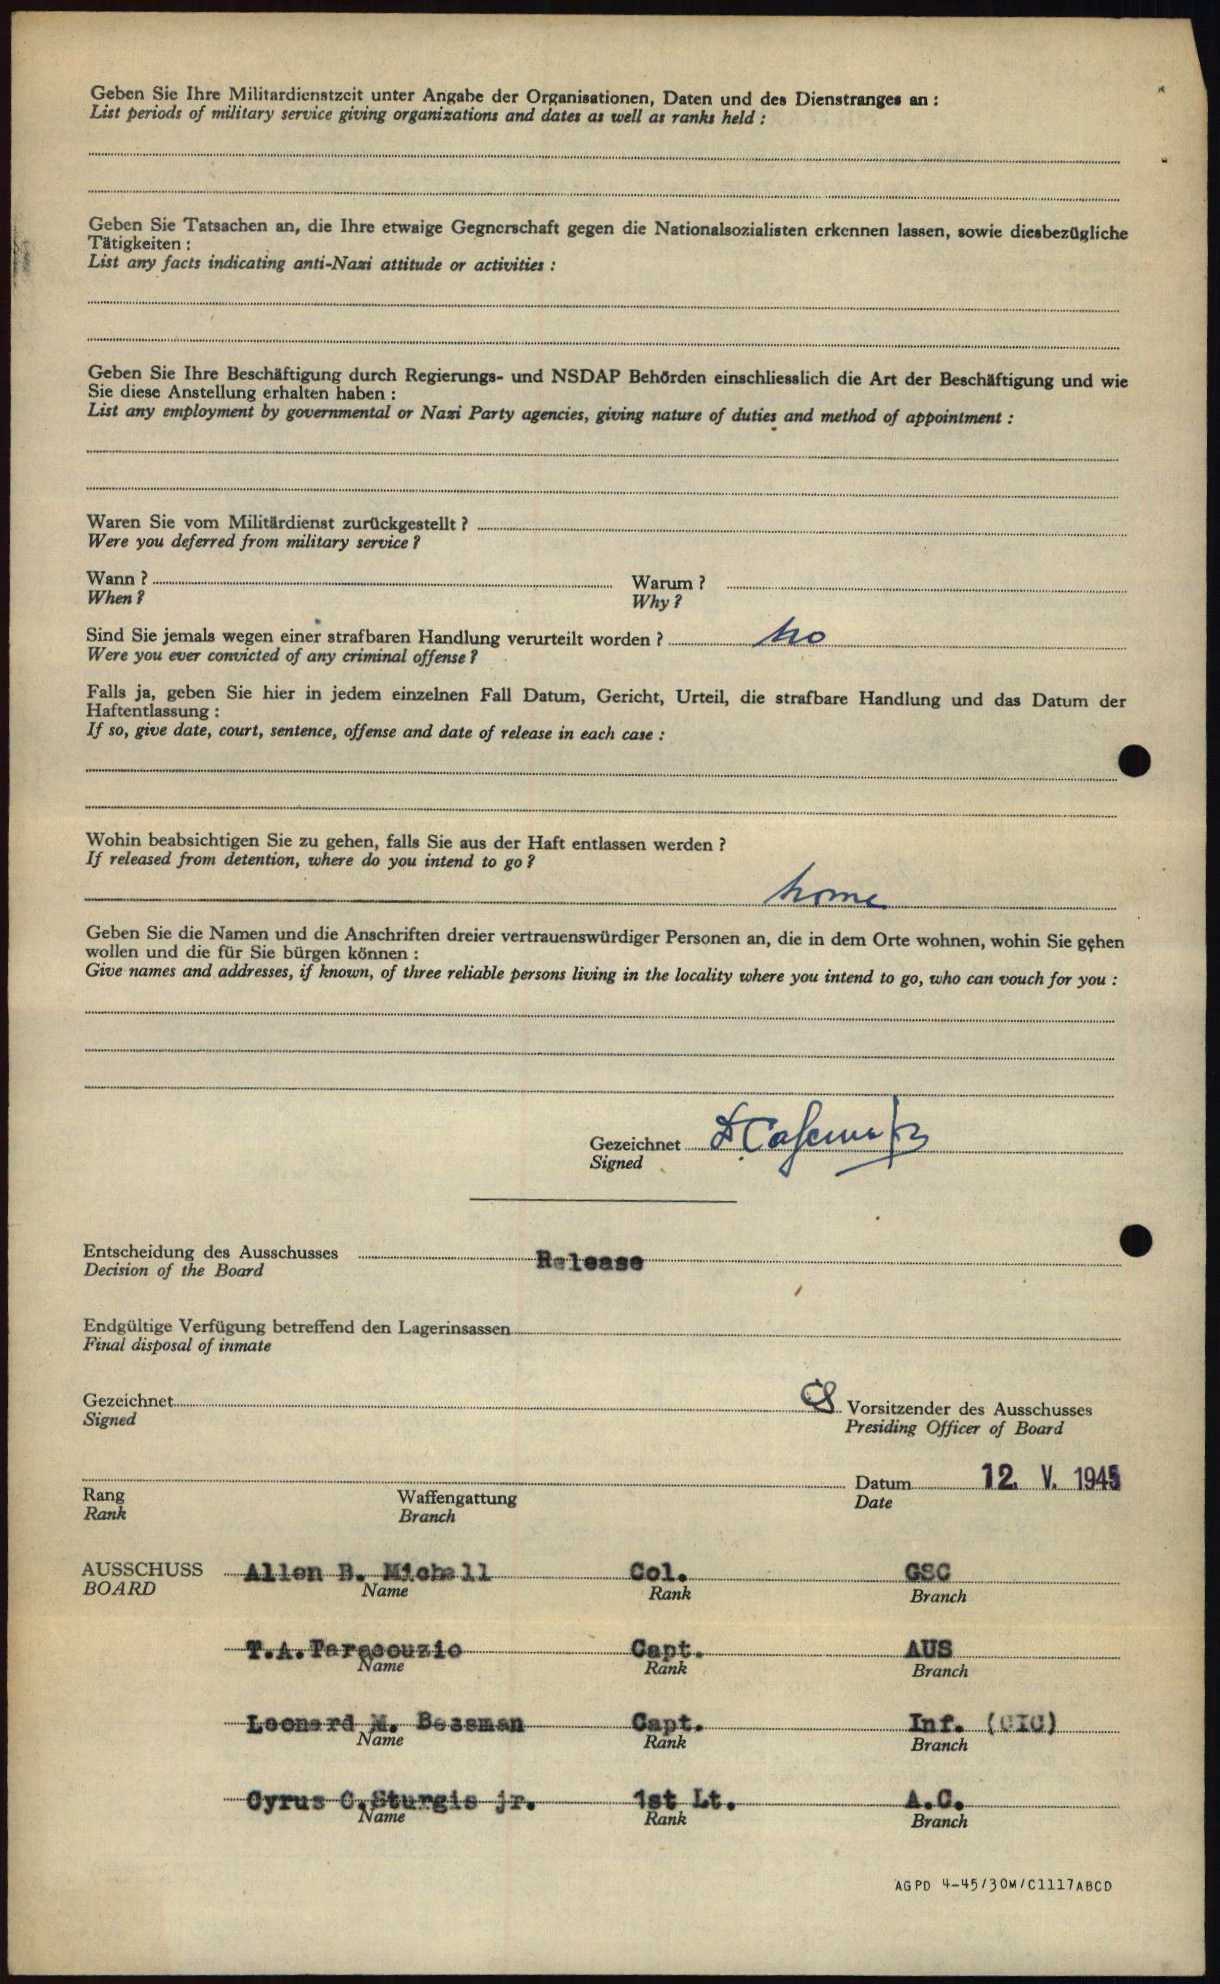 Geben Sie Ihre Militardienstzeit unter Angabe der Organisationen, Daten und des Dienstranges an :
List periods of military service giving organizations and dates as well as ranks held :
Geben Sie Tatsachen an, die Ihre etwaige Gegnerschaft gegen die Nationalsozialisten erkennen lassen, sowie diesbezügliche
Tätigkeiten :
List any facts indicating anti-Nazi attitude or activities :
Geben Sie Ihre Beschäftigung durch Regierungs- und NSDAP Behörden einschliesslich die Art der Beschäftigung und wie
Sie diese Anstellung erhalten haben :
List any employment by governmental or Nazi Party agencies, giving nature of duties and method of appointment :
Waren Sie vom Militärdienst zurückgestellt ?
Were you deferred from military service ?
Wann ? Warum ?
When ? Why ?
Sind Sie jemals wegen einer strafbaren Handlung verurteilt worden ? no
Were you ever convicted of any criminal offense ?
Falls ja, geben Sie hier in jedem einzelnen Fall Datum, Gericht, Urteil, die strafbare Handlung und das Datum der
Haftentlassung :
If so, give date, court, sentence, offense and date of release in each case :
Wohin beabsichtigen Sie zu gehen, falls Sie aus der Haft entlassen werden ?
If released from detention, where do you intend to go ?
home
Geben Sie die Namen und die Anschriften dreier vertrauenswürdiger Personen an, die in dem Orte wohnen, wohin Sie gehen
wollen und die für Sie bürgen können :
Give names and addresses, if known, of three reliable persons living in the locality where you intend to go, who can vouch for you :
Gezeichnet
Signed
Entscheidung des Ausschusses Release
Decision of the Board
Endgültige Verfügung betreffend den Lagerinsassen
Final disposal of inmate
Gezeichnet Vorsitzender des Ausschusses
Signed Presiding Officer of Board
Datum 12. V. 1945
Rang Waffengattung Date
Rank Branch
AUSSCHUSS Allen B. Michell Col. GSC
BOARD Name Rank Branch
T.A.Taracouzio Capt. AUS
Name Rank Branch
Leonard M. Bessman Capt. Inf. (CIC)
Name Rank Branch
Cyrus C.Sturgis jr. 1st Lt. A.C.
Name Rank Branch
AGPD 4-45/30M/C1117ABCD